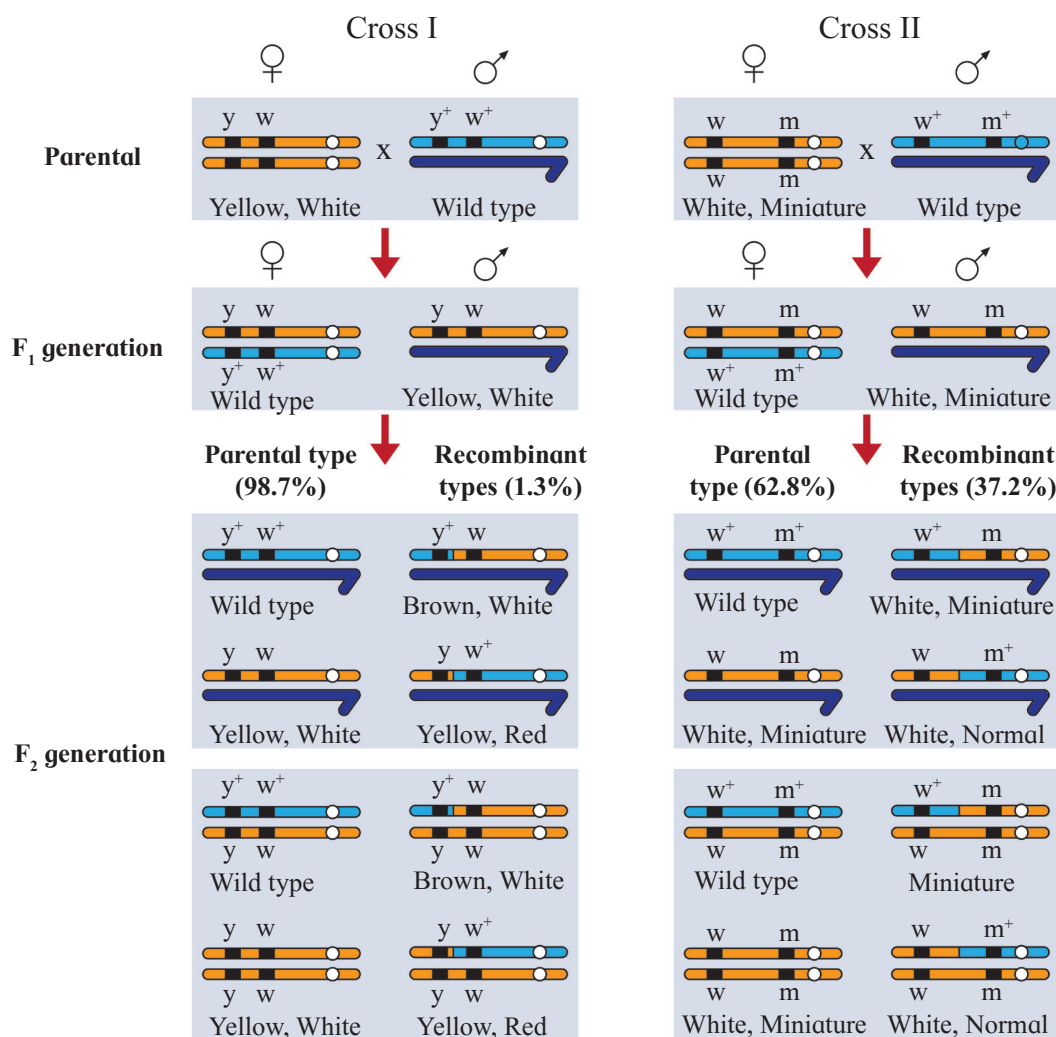 Cross I
Cross II
♀ ♂ ♀ ♂
Parental
y w y⁺ w⁺
x
Yellow, White Wild type
w m w⁺ m⁺
x
w m
White, Miniature Wild type
♀ ♂ ♀ ♂
F₁ generation
y w y w
y⁺ w⁺
Wild type Yellow, White
w m w m
w⁺ m⁺
Wild type White, Miniature
Parental type Recombinant
(98.7%) types (1.3%)
Parental Recombinant
type (62.8%) types (37.2%)
F₂ generation
y⁺ w⁺ y⁺ w
Wild type Brown, White
y w y w⁺
Yellow, White Yellow, Red
w⁺ m⁺ w⁺ m
Wild type White, Miniature
w m w m⁺
White, Miniature White, Normal
y⁺ w⁺ y⁺ w
y w y w
Wild type Brown, White
y w y w⁺
y w y w
Yellow, White Yellow, Red
w⁺ m⁺ w⁺ m
w m w m
Wild type Miniature
w m w m⁺
w m w m
White, Miniature White, Normal